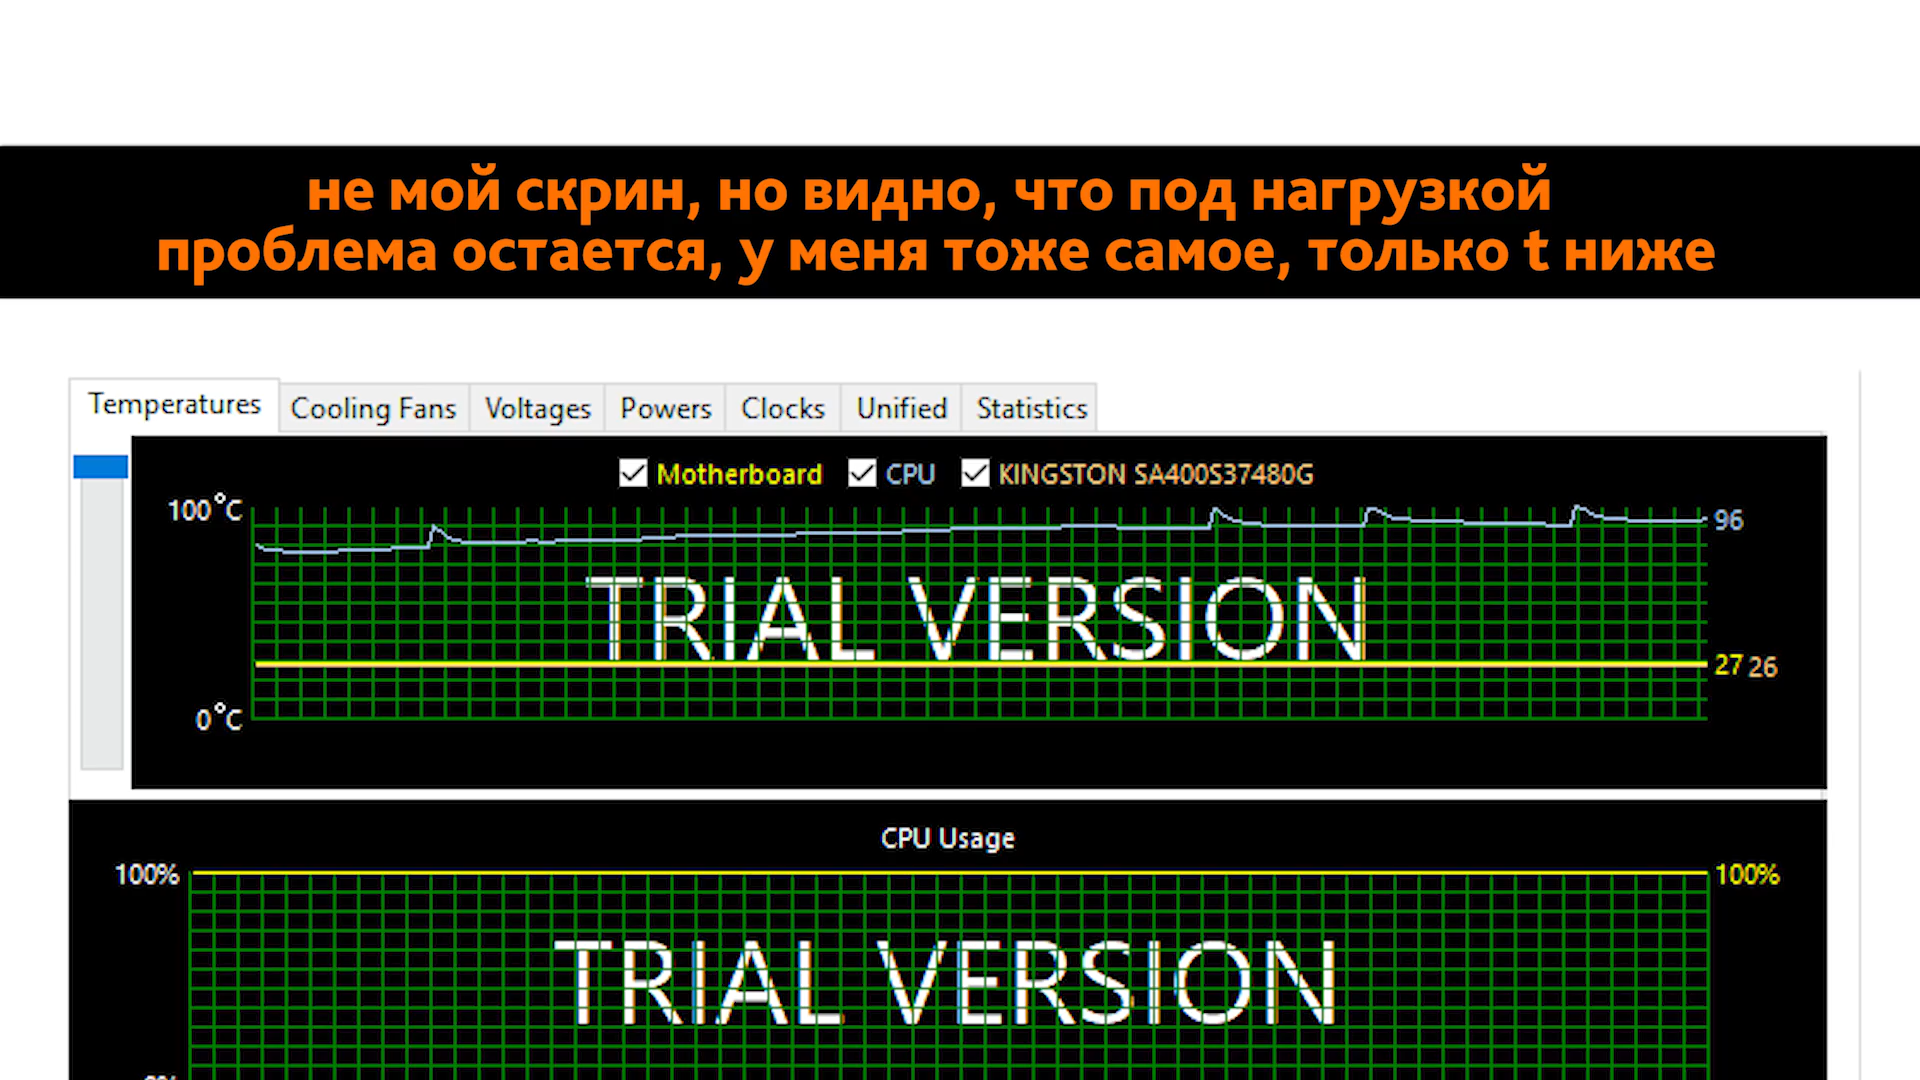 не мой скрин, но видно, что под нагрузкой
проблема остается, у меня тоже самое, только t ниже
Temperatures Cooling Fans Voltages Powers Clocks Unified Statistics
Motherboard CPU KINGSTON SA400S37480G
100°C
96
TRIAL VERSION
27 26
0°C
CPU Usage
100% 100%
TRIAL VERSION